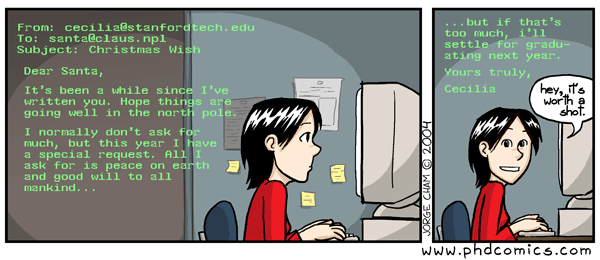 From: cecilia@stanfordtech.edu
To: santa@claus.npl
Subject: Christmas Wish
Dear Santa,
It's been a while since I've
written you. Hope things are
going well in the north pole.
I normally don't ask for
much, but this year I have
a special request. All I
ask for is peace on earth
and good will to all
mankind...
JORGE CHAM © 2004
...but if that's
too much, i'll
settle for gradu-
ating next year.
Yours truly,
Cecilia
hey, it's
worth a
shot.
www.phdcomics.com